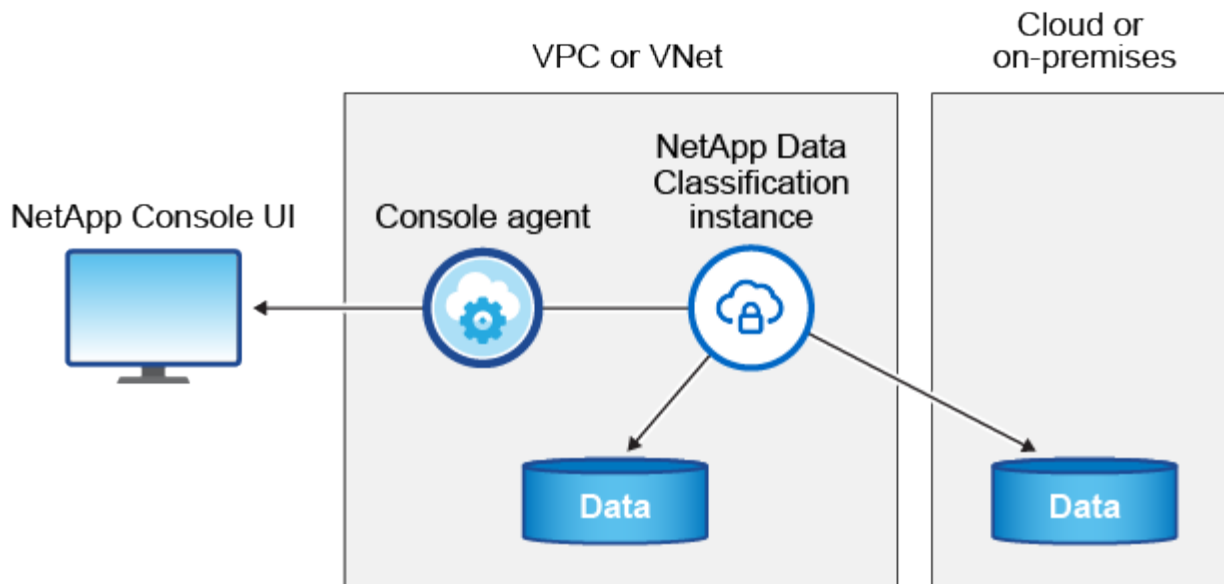 Cloud or
on-premises
VPC or VNet
NetApp Data
Classification
instance
NetApp Console UI
Console agent
Data
Data